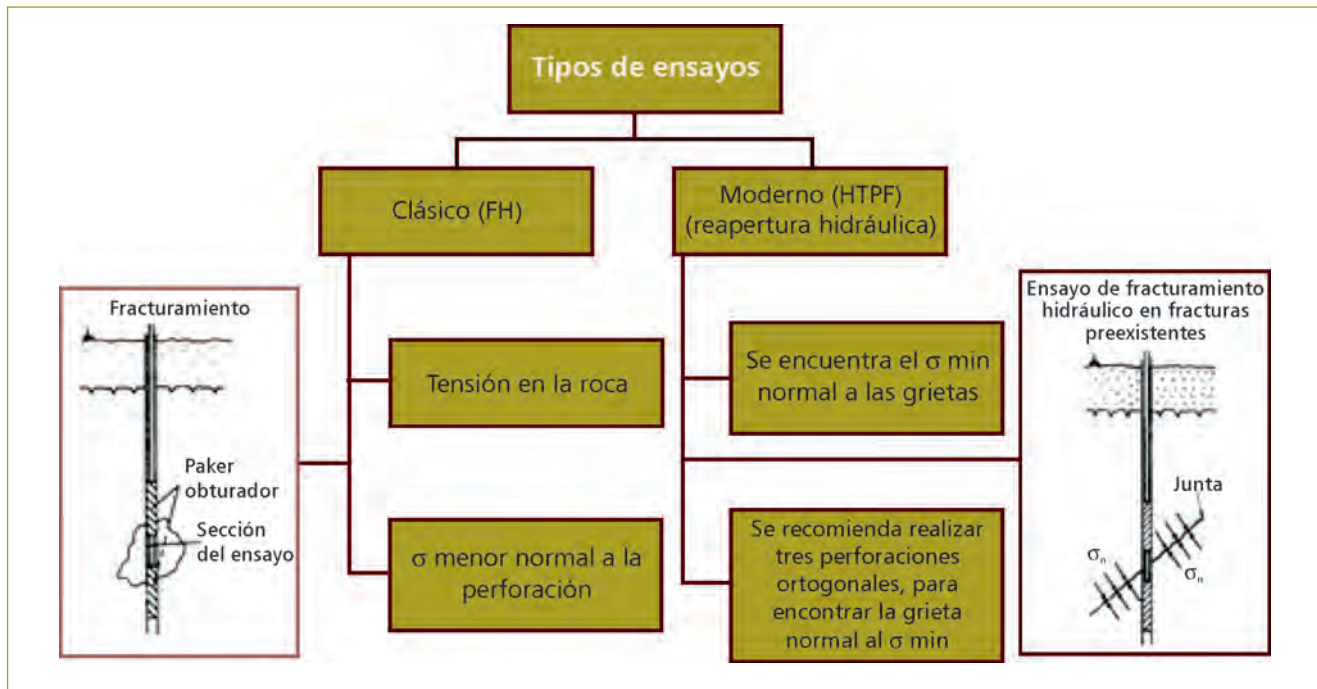 Tipos de ensayos
Clásico (FH)
Moderno (HTPF)
(reapertura hidráulica)
Fracturamiento
Paker
obturador
Sección
del ensayo
Tensión en la roca
σ menor normal a la
perforación
Se encuentra el σ min
normal a las grietas
Se recomienda realizar
tres perforaciones
ortogonales, para
encontrar la grieta
normal al σ min
Ensayo de fracturamiento
hidráulico en fracturas
preexistentes
Junta
σn
σn